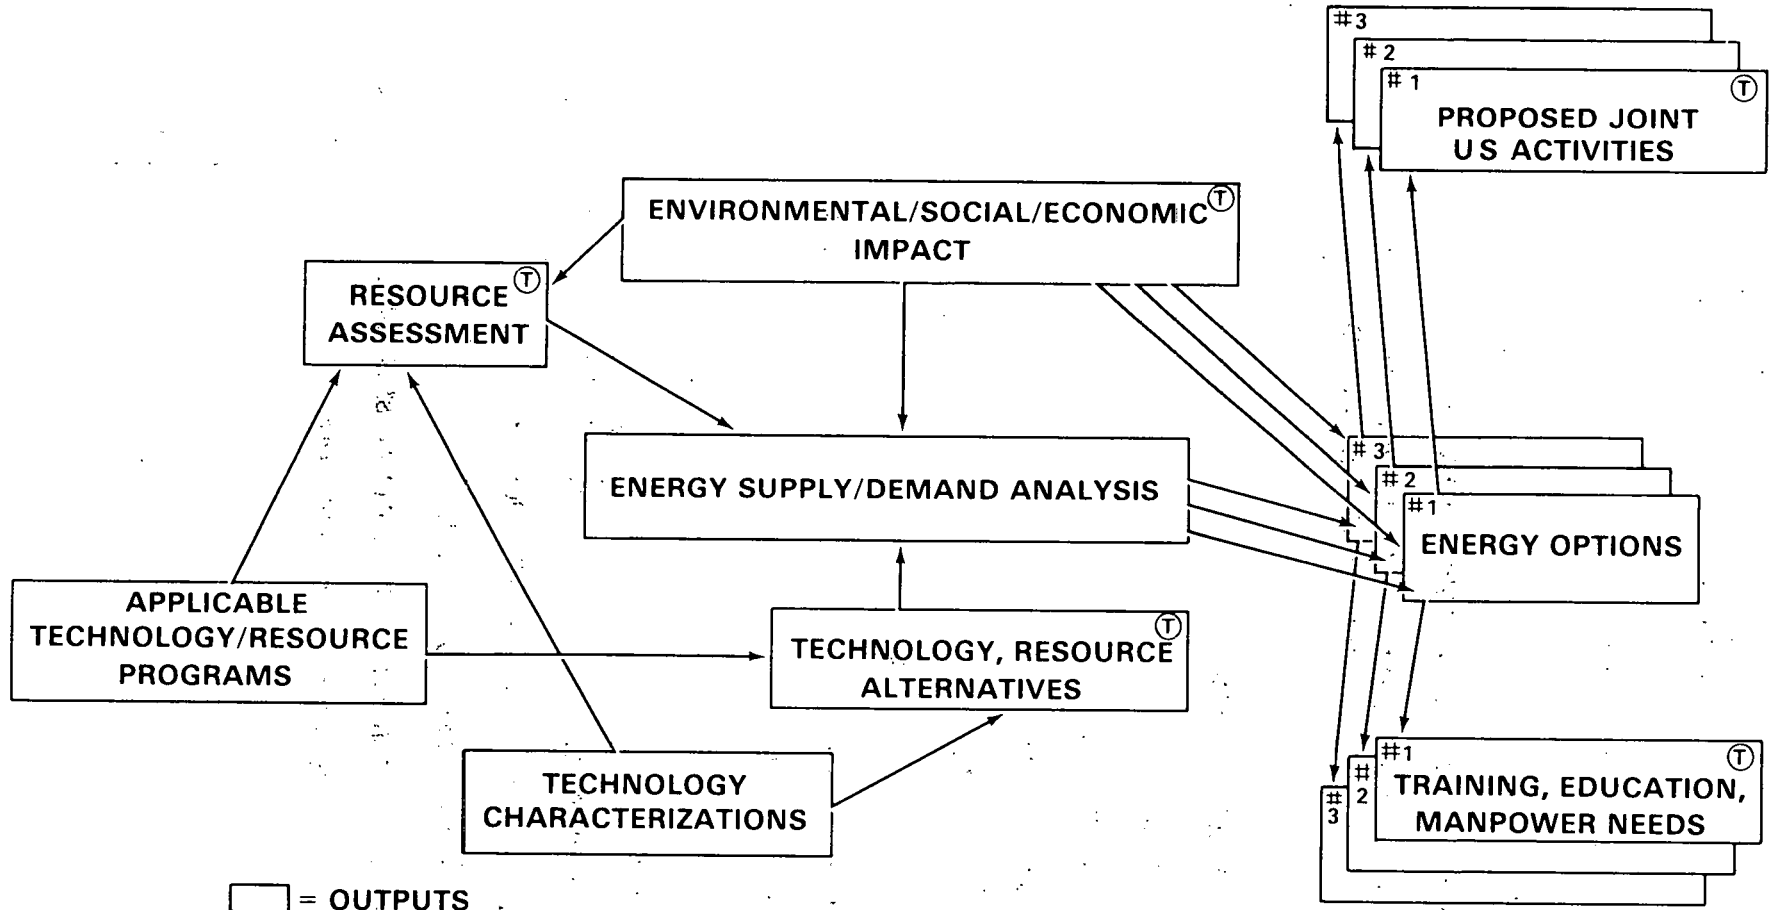 #3
#2
#1
T
PROPOSED JOINT
US ACTIVITIES
T
ENVIRONMENTAL/SOCIAL/ECONOMIC
IMPACT
T
RESOURCE
ASSESSMENT
ENERGY SUPPLY/DEMAND ANALYSIS
#3
#2
#1
ENERGY OPTIONS
APPLICABLE
TECHNOLOGY/RESOURCE
PROGRAMS
T
TECHNOLOGY, RESOURCE
ALTERNATIVES
TECHNOLOGY
CHARACTERIZATIONS
#1
T
#
2
#
3
TRAINING, EDUCATION,
MANPOWER NEEDS
= OUTPUTS